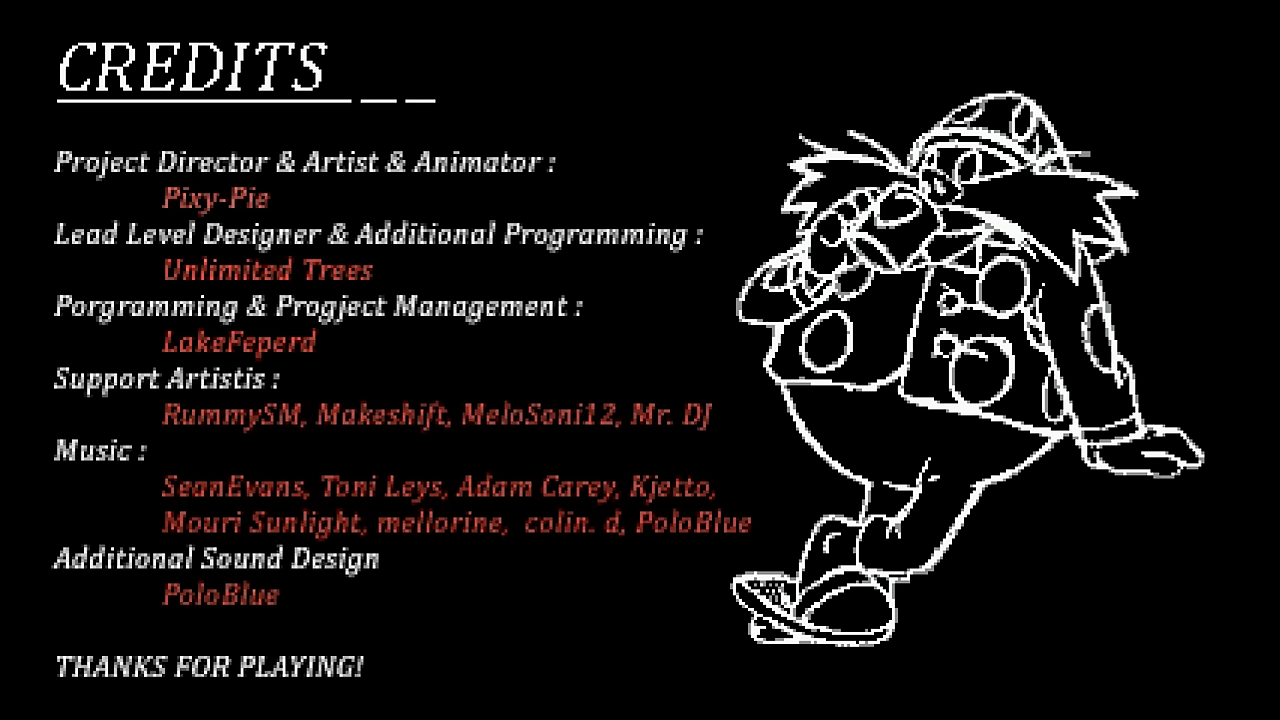 CREDITS
Project Director & Artist & Animator :
Pixy-Pie
Lead Level Designer & Additional Programming :
Unlimited Trees
Porgramming & Progject Management :
LakeFeperd
Support Artistis :
RummySM, Makeshift, MeloSoni12, Mr. DJ
Music :
SeanEvans, Toni Leys, Adam Carey, Kjetto,
Mouri Sunlight, mellorine, colin. d, PoloBlue
Additional Sound Design
PoloBlue
THANKS FOR PLAYING!